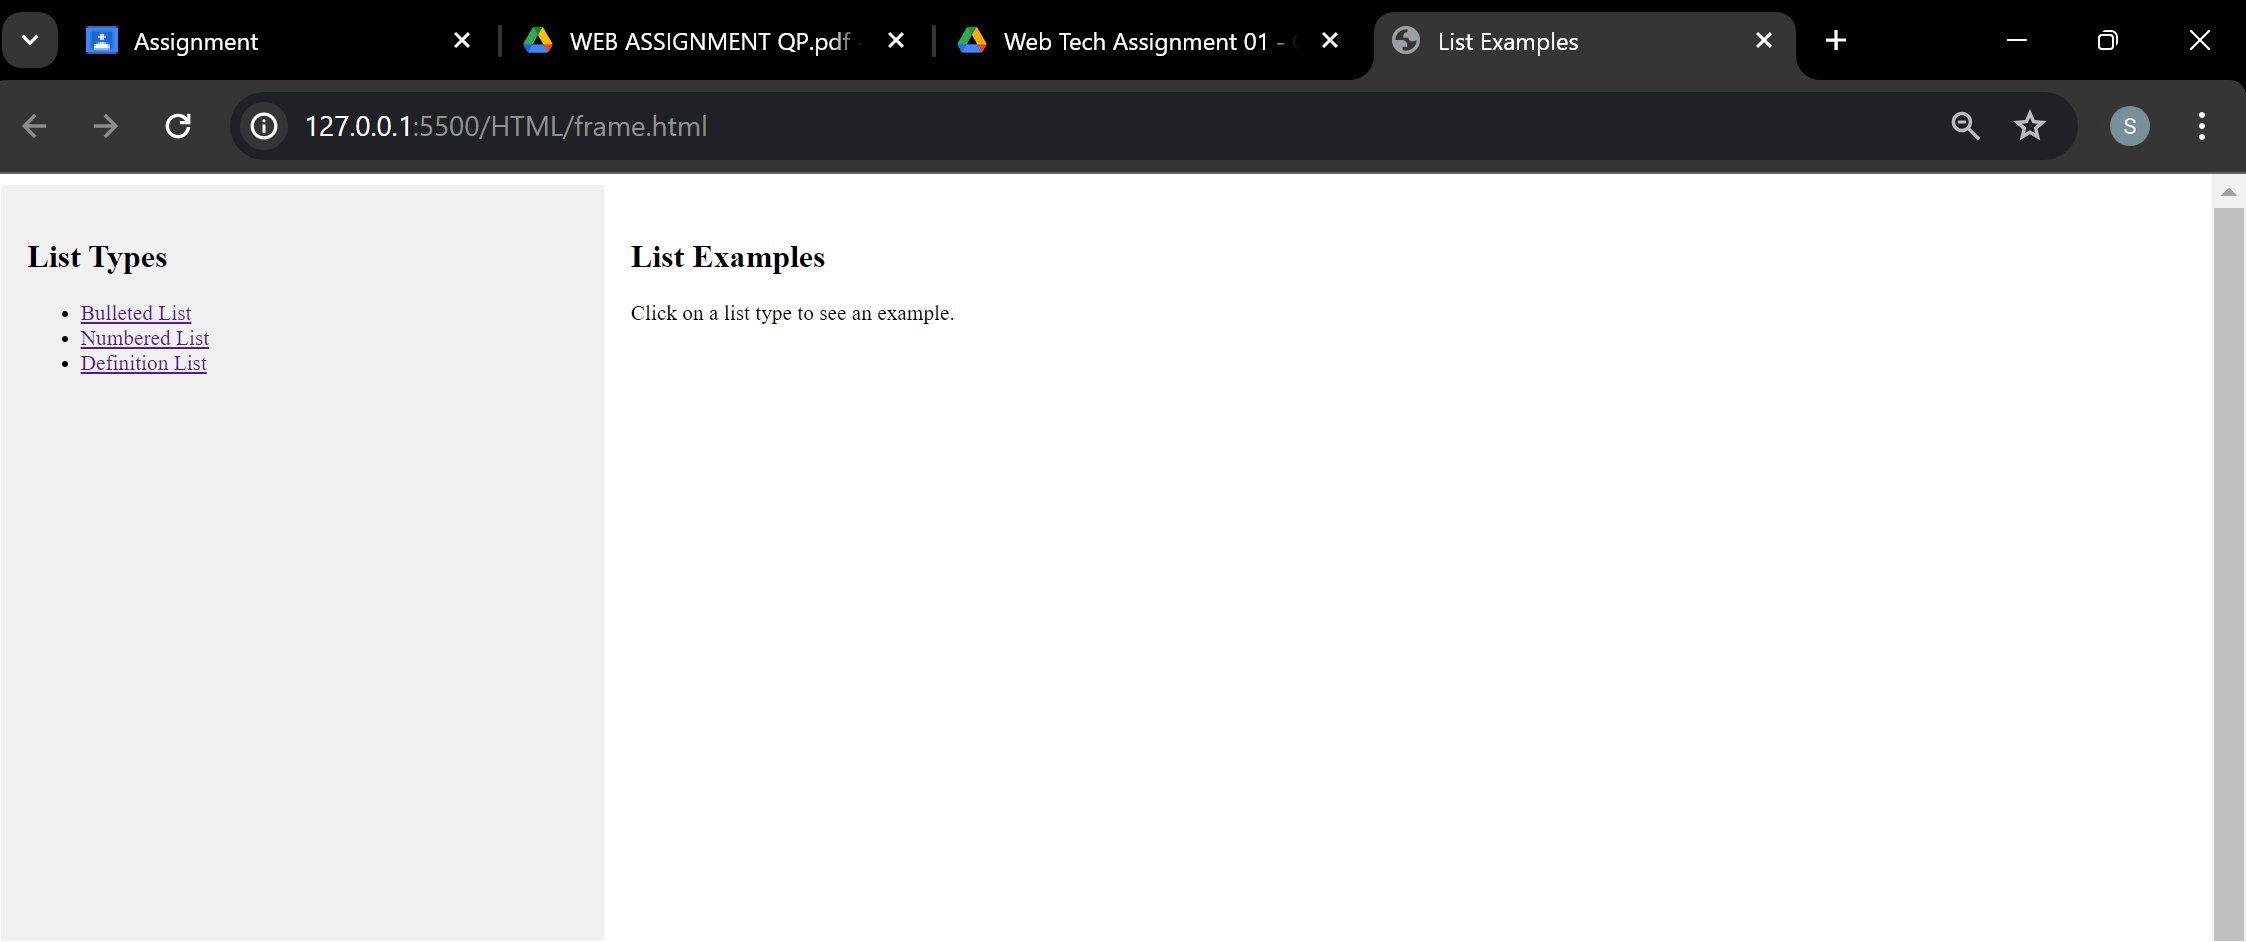 Assignment
WEB ASSIGNMENT QP.pdf -
Web Tech Assignment 01 -
List Examples
127.0.0.1:5500/HTML/frame.html
S
List Types
• Bulleted List
• Numbered List
• Definition List
List Examples
Click on a list type to see an example.